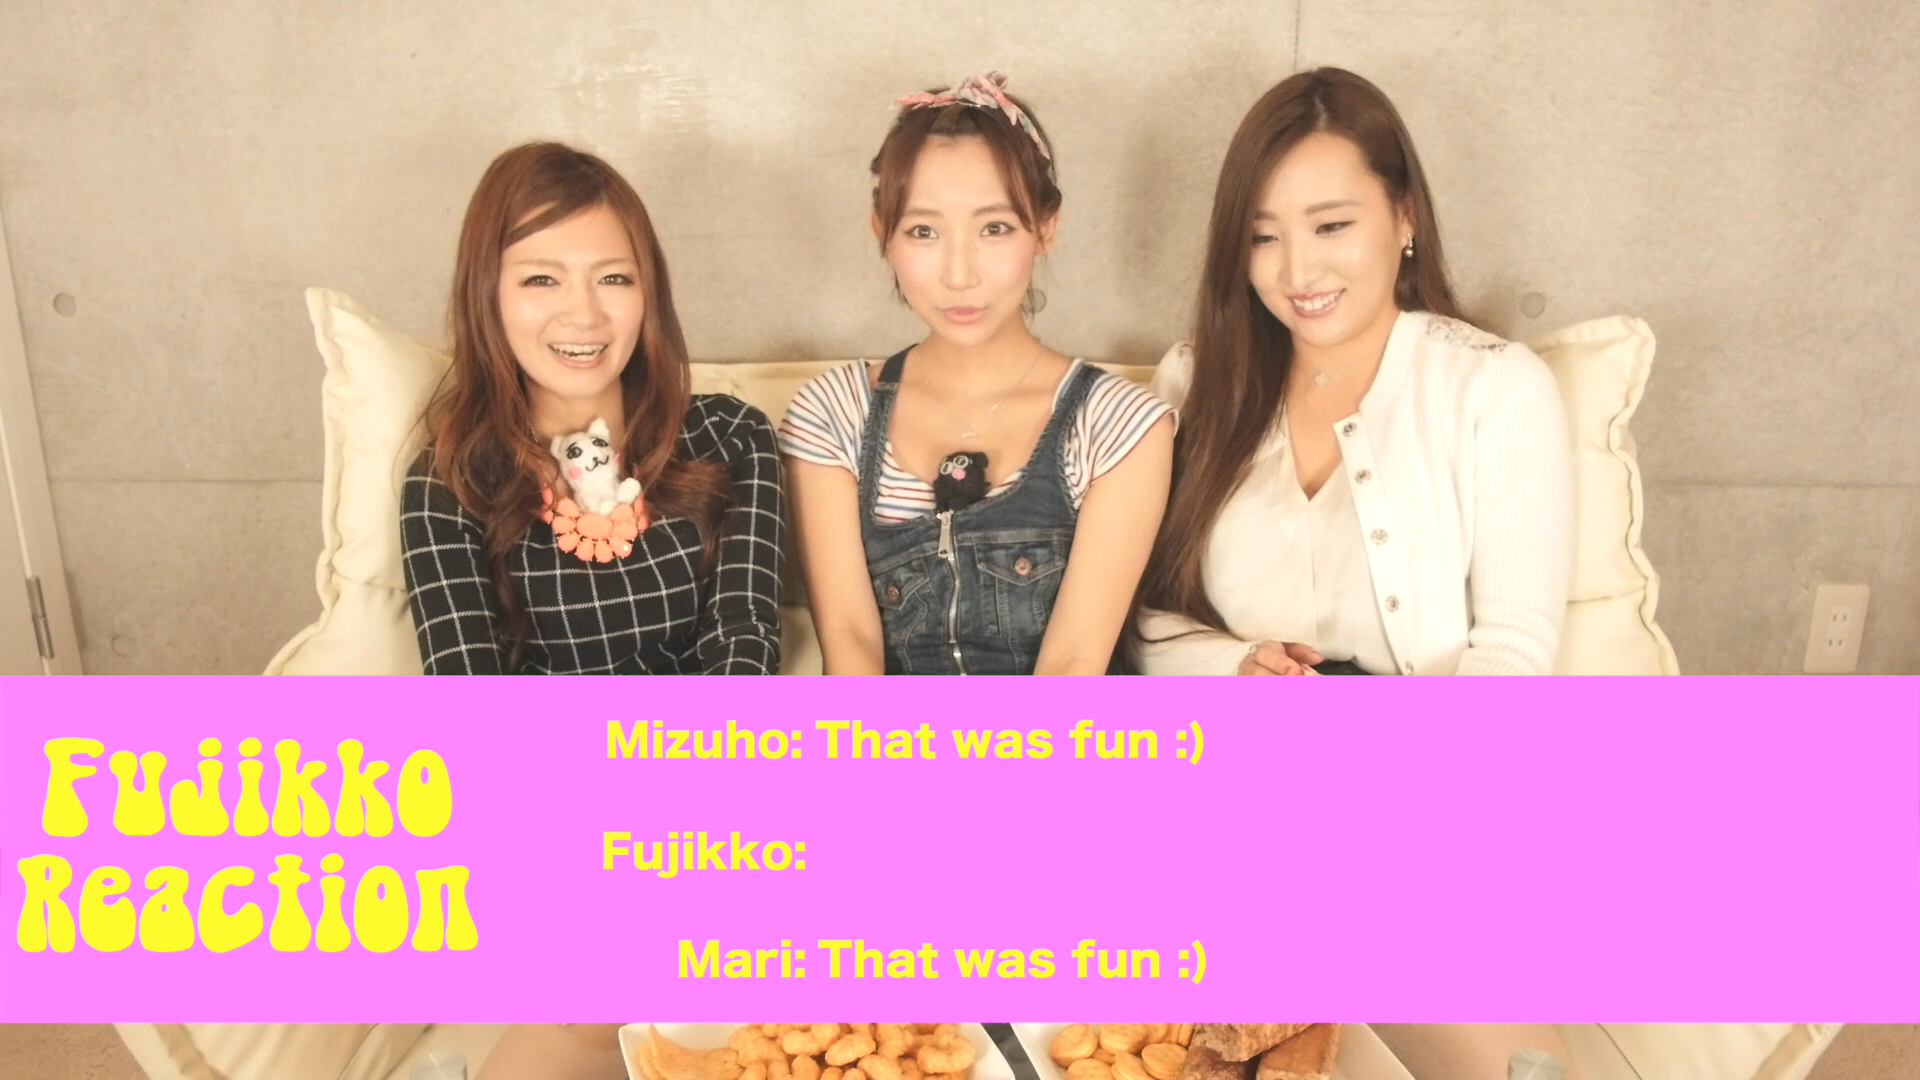 Fujikko
Reaction
Mizuho: That was fun :)
Fujikko:
Mari: That was fun :)